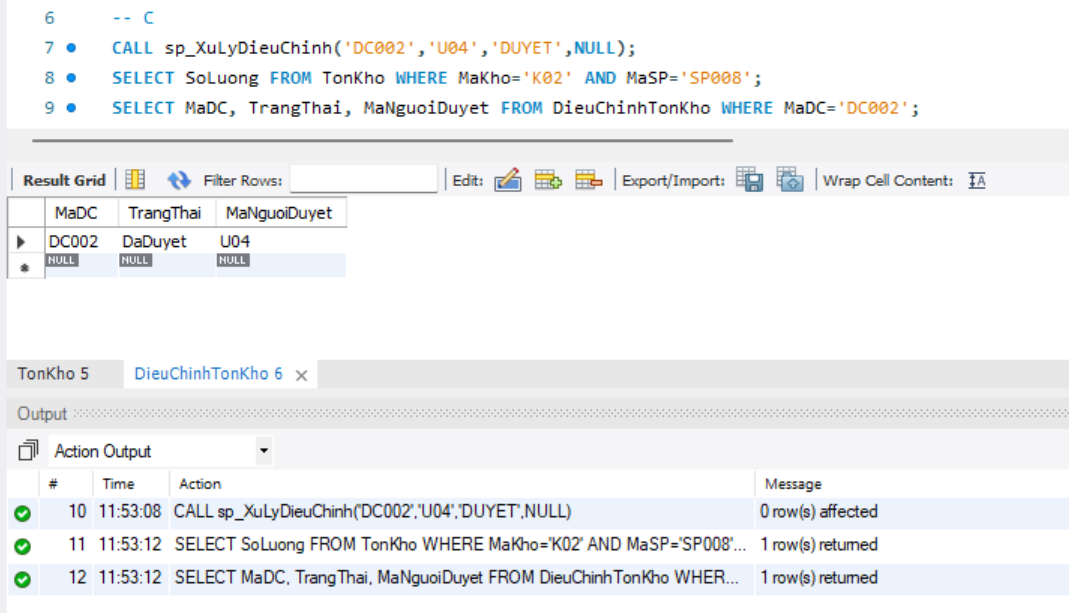 6 -- C
7 CALL sp_XuLyDieuChinh('DC002','U04','DUYET',NULL);
8 SELECT SoLuong FROM TonKho WHERE MaKho='K02' AND MaSP='SP008';
9 SELECT MaDC, TrangThai, MaNguoiDuyet FROM DieuChinhTonKho WHERE MaDC='DC002';
Result Grid Filter Rows: Edit: Export/Import: Wrap Cell Content: IA
MaDC TrangThai MaNguoiDuyet
DC002 DaDuyet U04
NULL NULL NULL
TonKho 5 DieuChinhTonKho 6 ×
Output
Action Output
# Time Action Message
10 11:53:08 CALL sp_XuLyDieuChinh('DC002','U04','DUYET',NULL) 0 row(s) affected
11 11:53:12 SELECT SoLuong FROM TonKho WHERE MaKho='K02' AND MaSP='SP008'... 1 row(s) returned
12 11:53:12 SELECT MaDC, TrangThai, MaNguoiDuyet FROM DieuChinhTonKho WHER... 1 row(s) returned